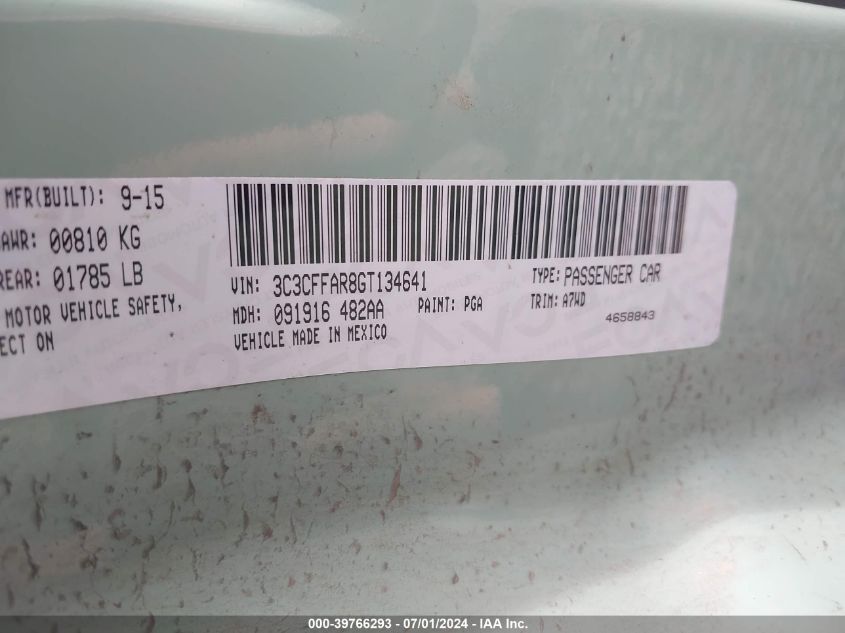 MFR(BUILT): 9-15
GAWR: 00810 KG
REAR: 01785 LB
MOTOR VEHICLE SAFETY,
ECT ON
VIN: 3C3CFFAR8GT134641
TYPE: PASSENGER CAR
MDH: 091916 482AA
PAINT: PGA
TRIM: A7WD
VEHICLE MADE IN MEXICO
4658843
000-39766293 - 07/01/2024 - IAA Inc.